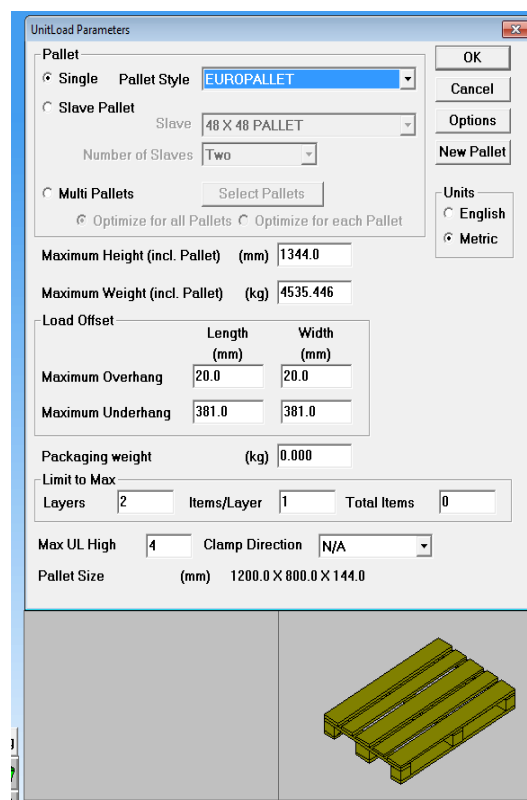 UnitLoad Parameters
Pallet
Single Pallet Style EUROPALLET
Slave Pallet
Slave 48 X 48 PALLET
Number of Slaves Two
Multi Pallets Select Pallets
Optimize for all Pallets Optimize for each Pallet
OK
Cancel
Options
New Pallet
Units
English
Metric
Maximum Height (incl. Pallet) (mm) 1344.0
Maximum Weight (incl. Pallet) (kg) 4535.446
Load Offset
Length Width
(mm) (mm)
Maximum Overhang 20.0 20.0
Maximum Underhang 381.0 381.0
Packaging weight (kg) 0.000
Limit to Max
Layers 2 Items/Layer 1 Total Items 0
Max UL High 4 Clamp Direction N/A
Pallet Size (mm) 1200.0 X 800.0 X 144.0